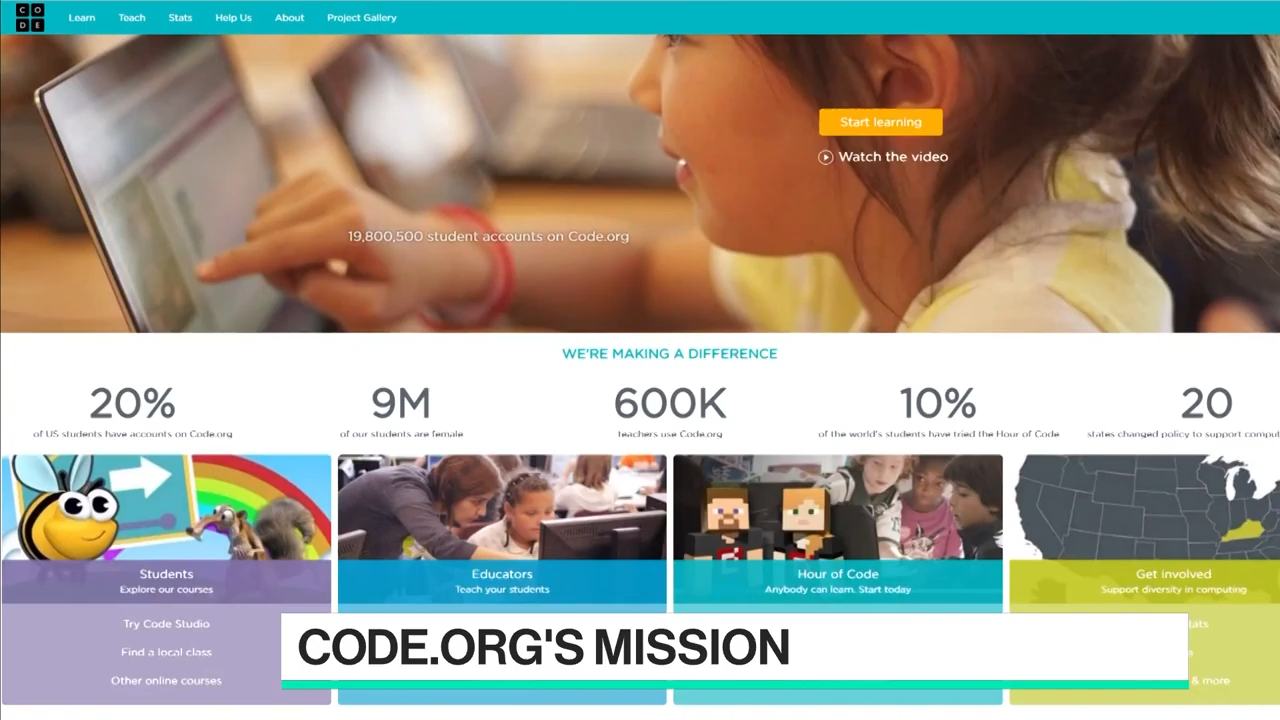 CO
DE
Learn Teach Stats Help Us About Project Gallery
Start learning
Watch the video
19,800,500 student accounts on Code.org
WE'RE MAKING A DIFFERENCE
20% 9M 600K 10% 20
of US students have accounts on Code.org
of our students are female
teachers use Code.org
of the world's students have tried the Hour of Code
states changed policy to support
Students
Explore our courses
Educators
Teach your students
Hour of Code
Anybody can learn. Start today
Get involved
Support diversity in computing
Try Code Studio
Find a local class
Other online courses
& more
CODE.ORG'S MISSION